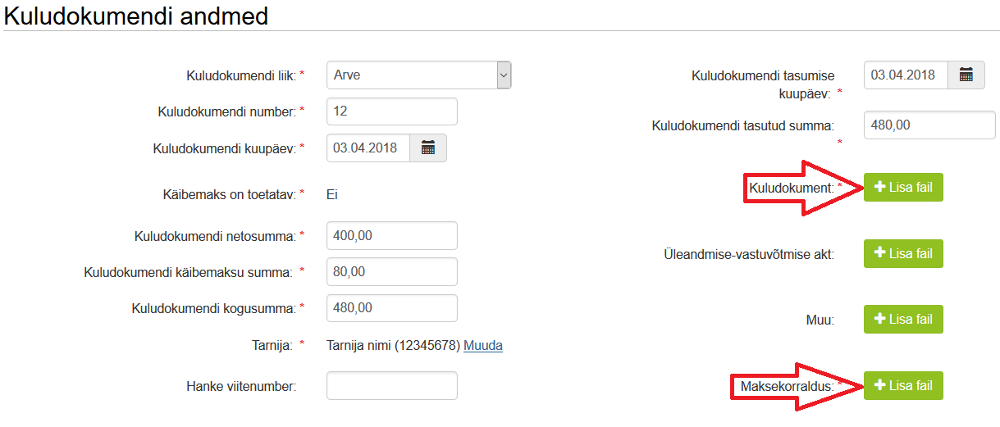 Kuludokumendi andmed
Kuludokumendi liik: * Arve
Kuludokumendi number: * 12
Kuludokumendi kuupäev: * 03.04.2018
Käibemaks on toetatav: * Ei
Kuludokumendi netosumma: * 400,00
Kuludokumendi käibemaksu summa: * 80,00
Kuludokumendi kogusumma: * 480,00
Tarnija: * Tarnija nimi (12345678) Muuda
Hanke viitenumber:
Kuludokumendi tasumise
kuupäev: * 03.04.2018
Kuludokumendi tasutud summa:
* 480,00
Kuludokument: * Lisa fail
Üleandmise-vastuvõtmise akt: Lisa fail
Muu: Lisa fail
Maksekorraldus: * Lisa fail